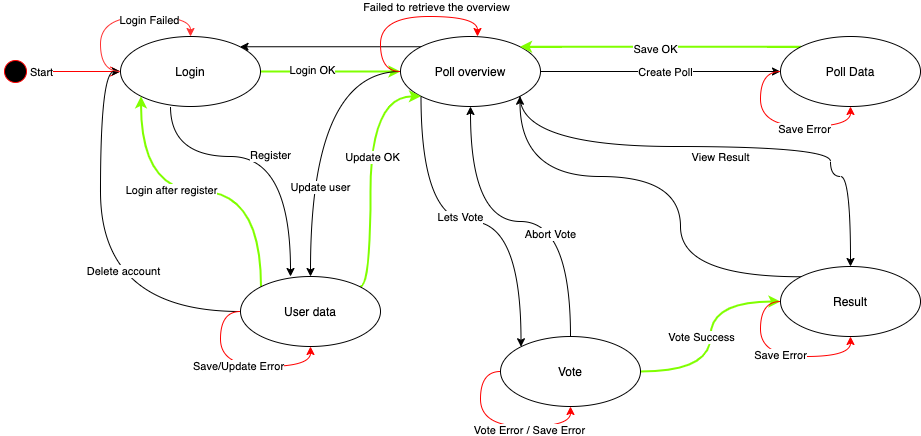 Failed to retrieve the overview
Login Failed
Start
Login
Login OK
Poll overview
Save OK
Create Poll
Poll Data
Save Error
Register
Update OK
View Result
Login after register
Update user
Lets Vote
Abort Vote
Delete account
User data
Result
Save/Update Error
Vote Success
Save Error
Vote
Vote Error / Save Error